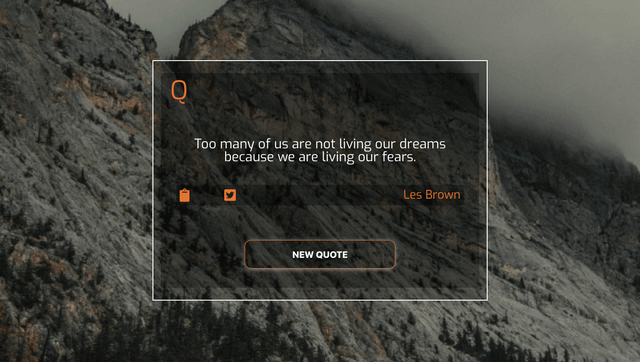 Q
Too many of us are not living our dreams
because we are living our fears.
Les Brown
NEW QUOTE